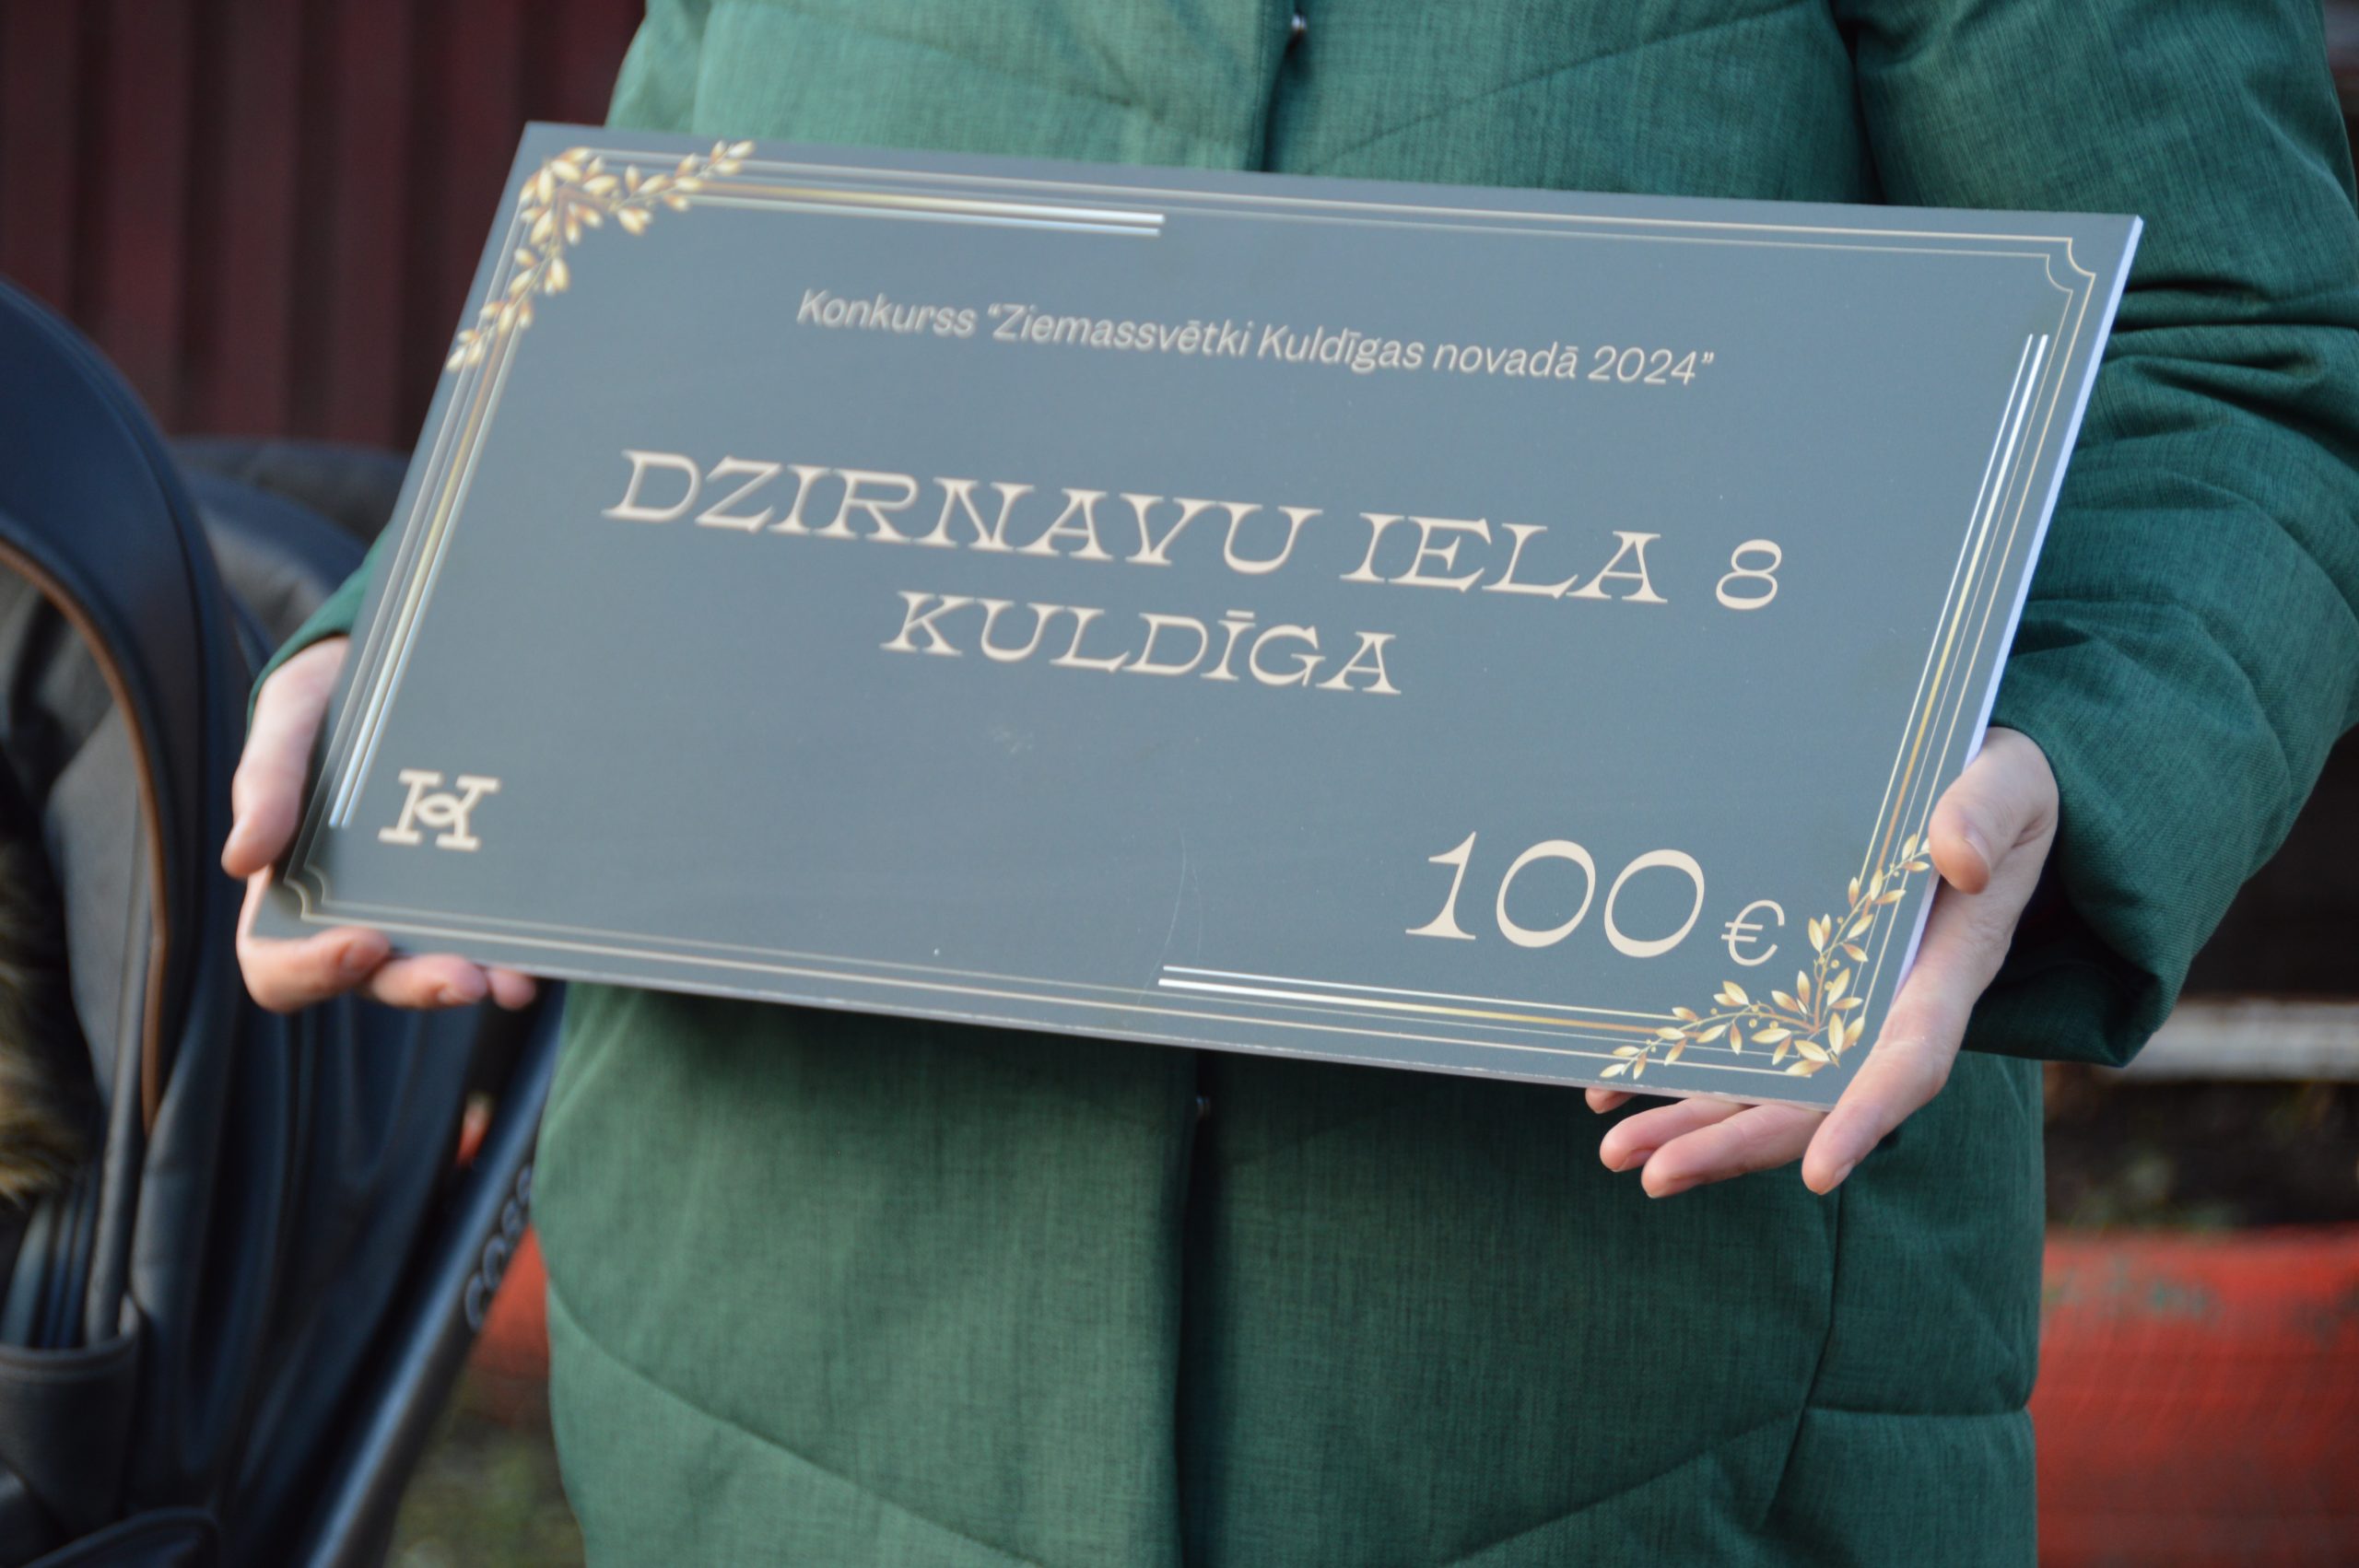 Konkurss “Ziemassvētki Kuldīgas novadā 2024”
DZIRNAVU IELA 8
KULDĪGA
100 €